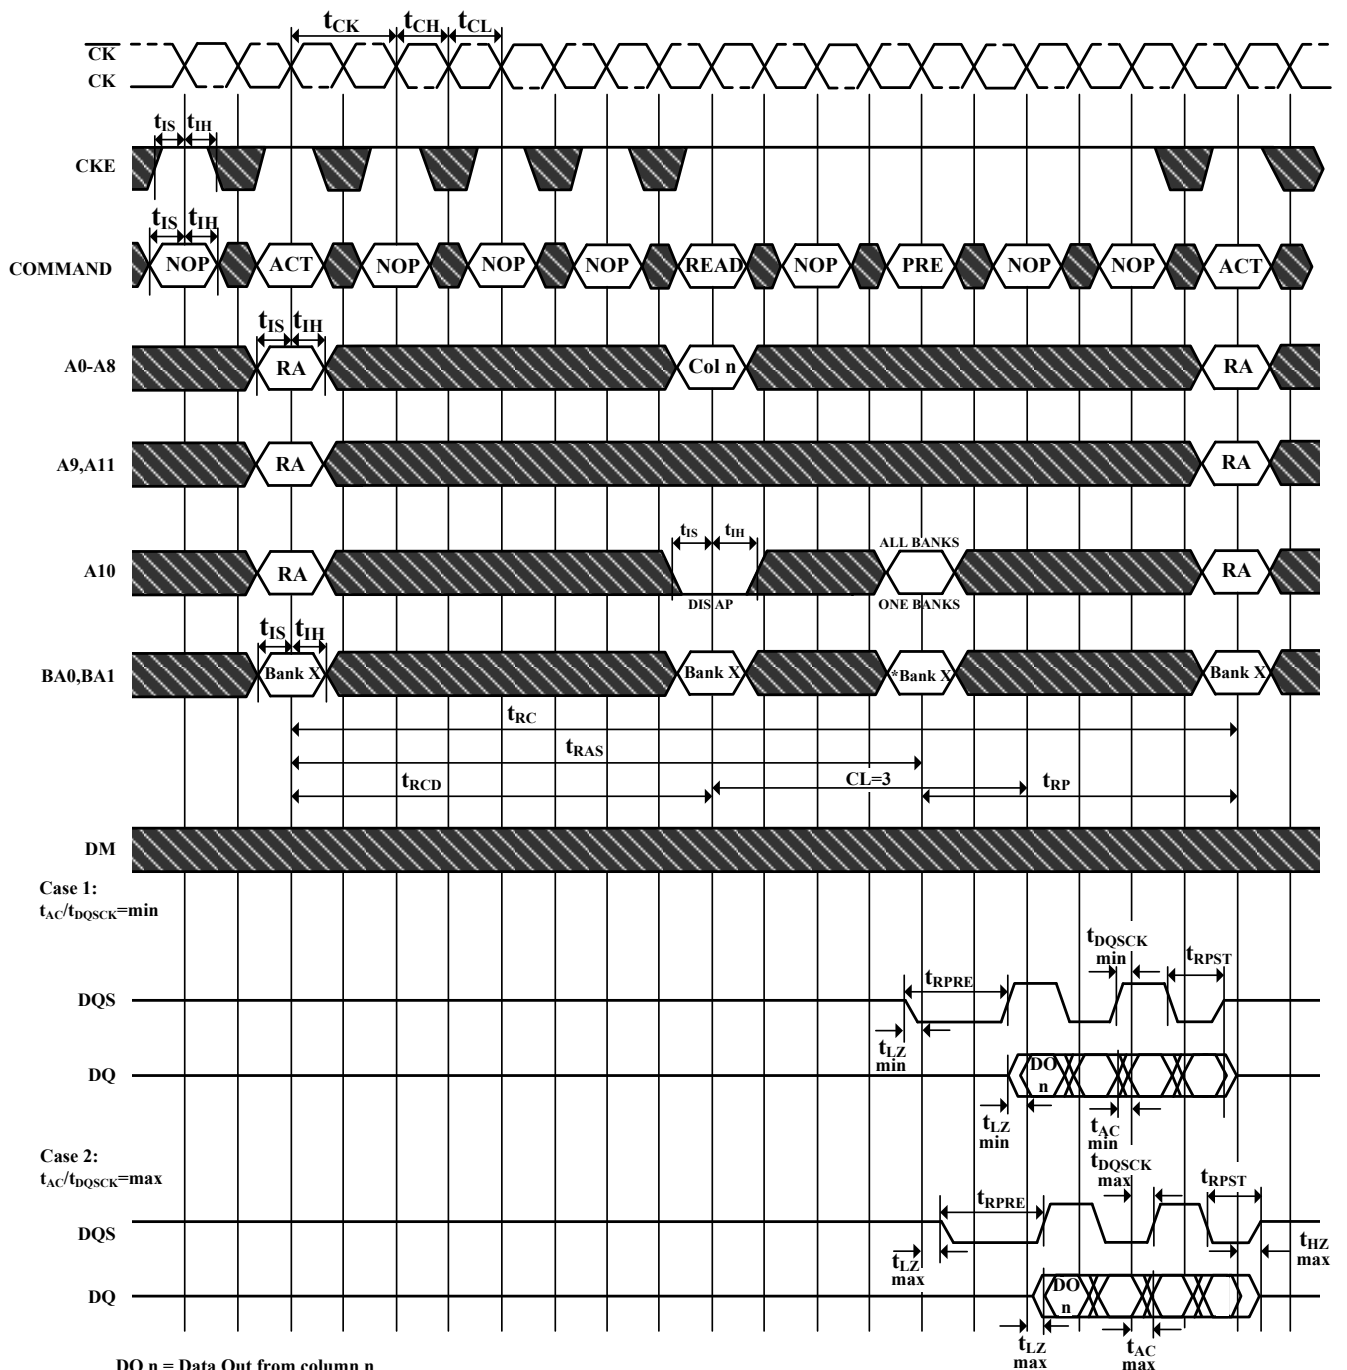 tCK tCH tCL
CK
CK
tIS tIH
CKE
tIS tIH
COMMAND NOP ACT NOP NOP NOP READ NOP PRE NOP NOP ACT
tIS tIH
A0-A8 RA Col n RA
A9,A11 RA RA
tIS tIH ALL BANKS
A10 RA RA
DIS AP ONE BANKS
tIS tIH
BA0,BA1 Bank X Bank X *Bank X Bank X
tRC
tRAS
tRCD CL=3 tRP
DM
Case 1:
tAC/tDQSCK=min
tDQSCK
min
tRPRE tRPST
DQS
tLZ
min
DQ DO
n
tLZ
min
tAC
min
Case 2:
tAC/tDQSCK=max
tDQSCK
max
tRPRE tRPST
DQS
tLZ
max
tHZ
max
DQ DO
n
tLZ
max
tAC
max
DO n = Data Out from column n